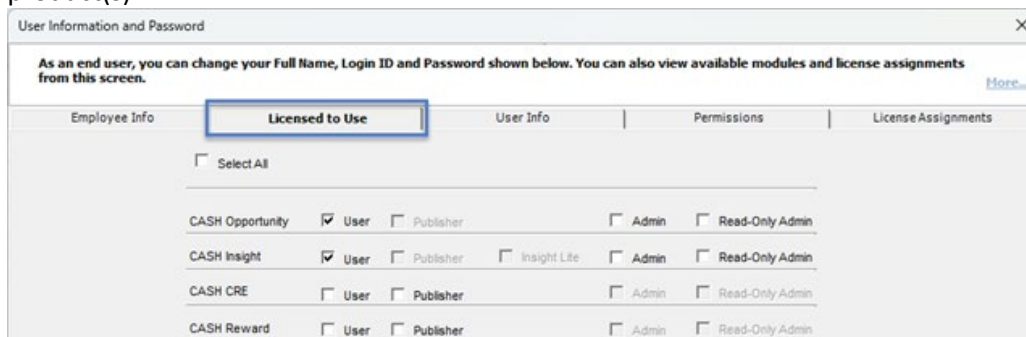 User Information and Password
As an end user, you can change your Full Name, Login ID and Password shown below. You can also view available modules and license assignments
from this screen.
More...
Employee Info Licensed to Use User Info Permissions License Assignments
Select All
CASH Opportunity User Publisher Admin Read-Only Admin
CASH Insight User Publisher Insight Lite Admin Read-Only Admin
CASH CRE User Publisher Admin Read-Only Admin
CASH Reward User Publisher Admin Read-Only Admin